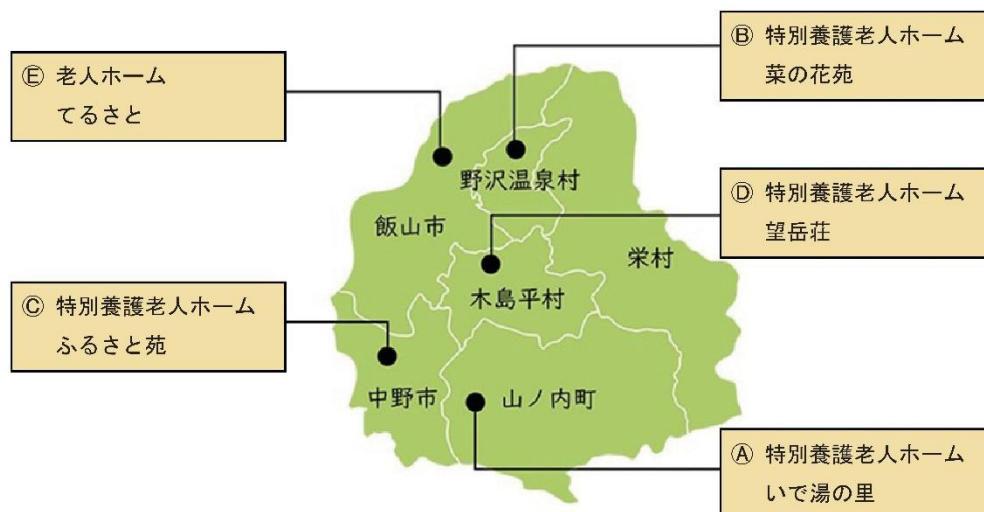 Ⓑ 特別養護老人ホーム
菜の花苑
Ⓔ 老人ホーム
てるさと
野沢温泉村
Ⓓ 特別養護老人ホーム
望岳荘
飯山市
栄村
木島平村
Ⓒ 特別養護老人ホーム
ふるさと苑
中野市
山ノ内町
Ⓐ 特別養護老人ホーム
いで湯の里